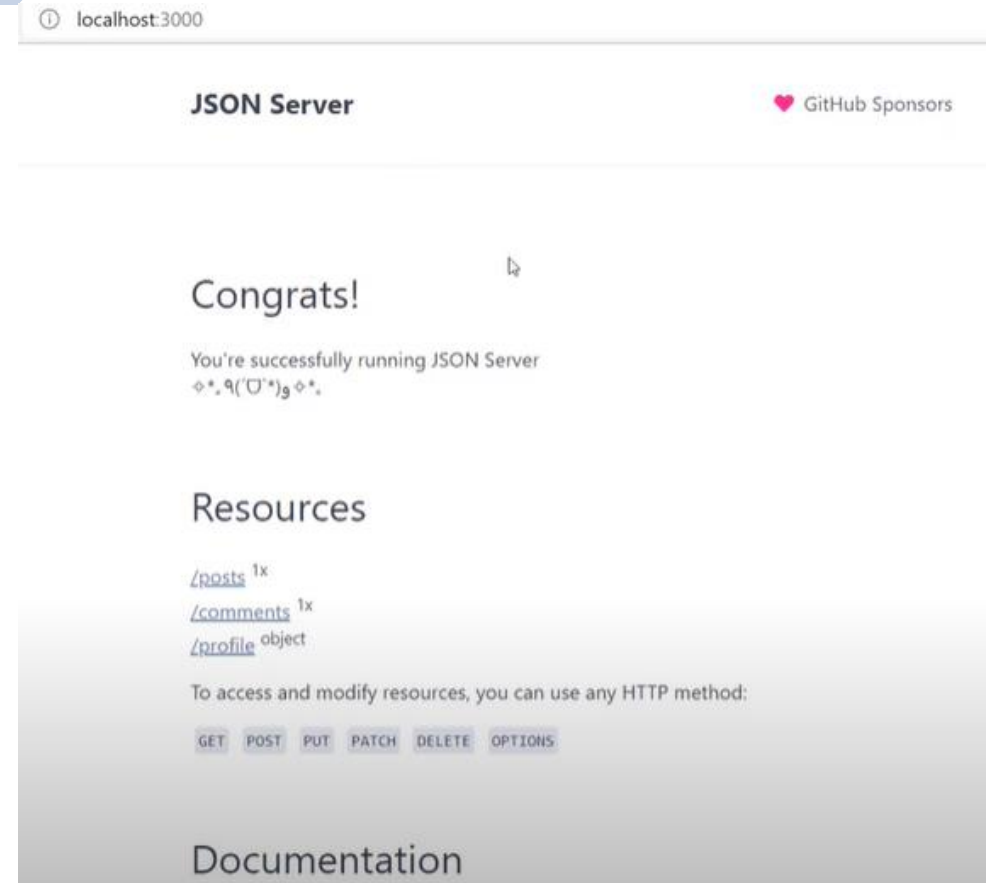 localhost:3000
JSON Server
GitHub Sponsors
Congrats!
You're successfully running JSON Server
✧*。٩(ˊᗜˋ*)و✧*。
Resources
/posts 1x
/comments 1x
/profile object
To access and modify resources, you can use any HTTP method:
GET POST PUT PATCH DELETE OPTIONS
Documentation